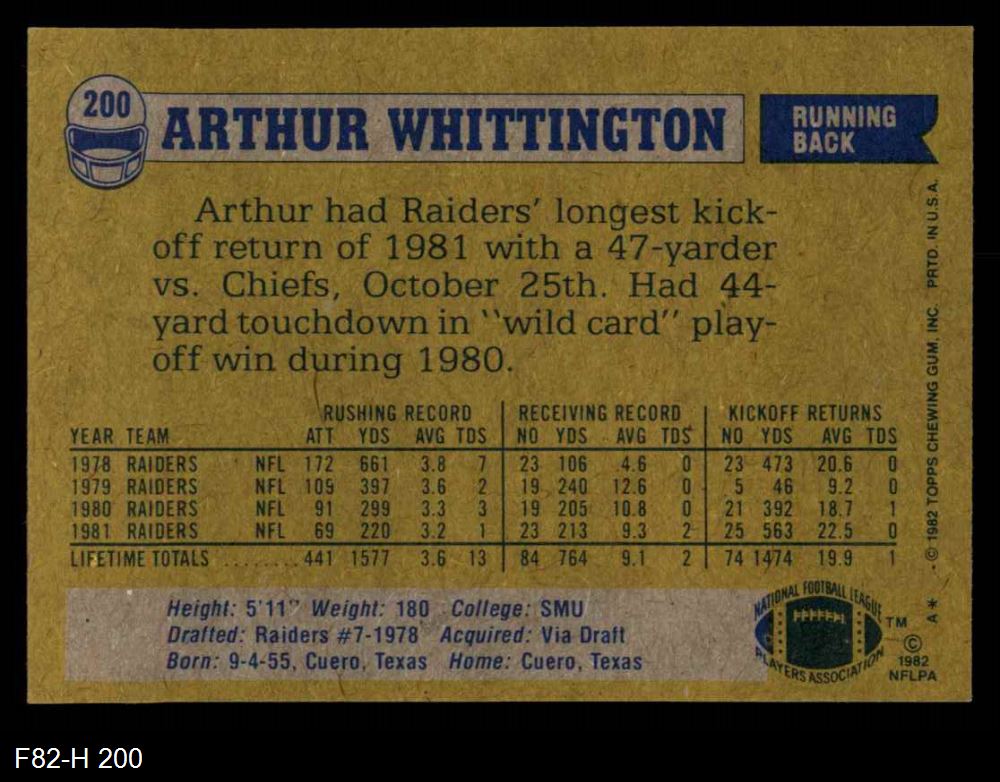 200
ARTHUR WHITTINGTON
RUNNING
BACK
Arthur had Raiders' longest kick-
off return of 1981 with a 47-yarder
vs. Chiefs, October 25th. Had 44-
yard touchdown in "wild card" play-
off win during 1980.
RUSHING RECORD RECEIVING RECORD KICKOFF RETURNS
YEAR TEAM ATT YDS AVG TDS NO YDS AVG TDS NO YDS AVG TDS
1978 RAIDERS NFL 172 661 3.8 7 23 106 4.6 0 23 473 20.6 0
1979 RAIDERS NFL 109 397 3.6 2 19 240 12.6 0 5 46 9.2 0
1980 RAIDERS NFL 91 299 3.3 3 19 205 10.8 0 21 392 18.7 1
1981 RAIDERS NFL 69 220 3.2 1 23 213 9.3 2 25 563 22.5 0
LIFETIME TOTALS ........ 441 1577 3.6 13 84 764 9.1 2 74 1474 19.9 1
Height: 5'11" Weight: 180 College: SMU
Drafted: Raiders #7-1978 Acquired: Via Draft
Born: 9-4-55, Cuero, Texas Home: Cuero, Texas
NATIONAL FOOTBALL LEAGUE
PLAYERS ASSOCIATION
TM
©
1982
NFLPA
A* © 1982 TOPPS CHEWING GUM, INC. PRTD. IN U.S.A.
F82-H 200